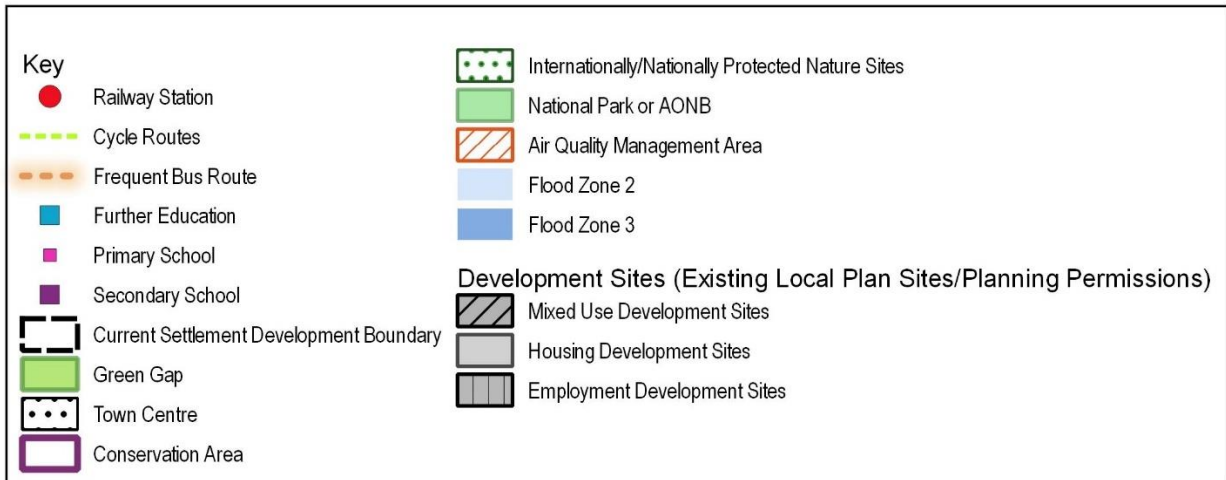 Key
Railway Station
Cycle Routes
Frequent Bus Route
Further Education
Primary School
Secondary School
Current Settlement Development Boundary
Green Gap
Town Centre
Conservation Area
Internationally/Nationally Protected Nature Sites
National Park or AONB
Air Quality Management Area
Flood Zone 2
Flood Zone 3
Development Sites (Existing Local Plan Sites/Planning Permissions)
Mixed Use Development Sites
Housing Development Sites
Employment Development Sites